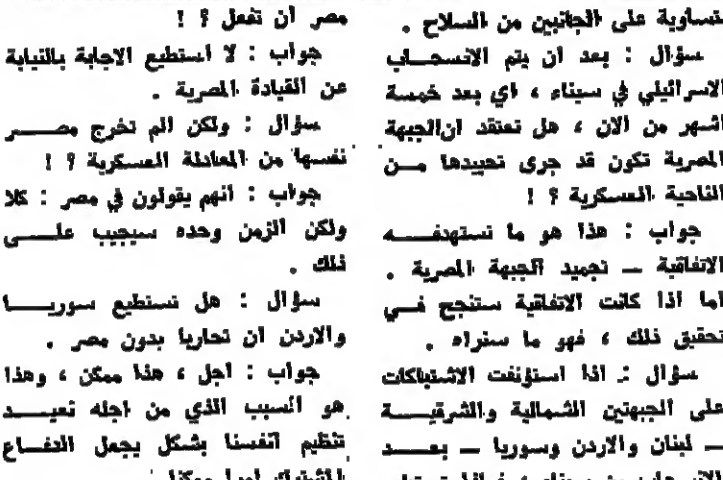 تساوية على الجانبين من السلاح .
سؤال : بعد ان يتم الانسحاب
الاسرائيلي في سيناء ، اي بعد خمسة
اشهر من الان ، هل تعتقد ان الجبهة
المصرية تكون قد جرى تحييدها من
الناحية العسكرية ؟ !
جواب : هذا هو ما تستهدفه
الاتفاقية — تجميد الجبهة المصرية .
اما اذا كانت الاتفاقية ستنجح في
تحقيق ذلك ، فهو ما سنراه .
سؤال : اذا استؤنفت الاشتباكات
على الجبهتين الشمالية والشرقية
— لبنان والاردن وسوريا — بعد
مصر ان تفعل ؟ !
جواب : لا استطيع الاجابة بالنيابة
عن القيادة المصرية .
سؤال : ولكن الم تخرج مصر
نفسها من المعادلة العسكرية ؟ !
جواب : انهم يقولون في مصر : كلا
ولكن الزمن وحده سيجيب على
ذلك .
سؤال : هل تستطيع سوريا
والاردن ان تحاربا بدون مصر .
جواب : اجل ، هذا ممكن ، وهذا
هو السبب الذي من اجله نعيد
تنظيم انفسنا بشكل يجعل الدفاع